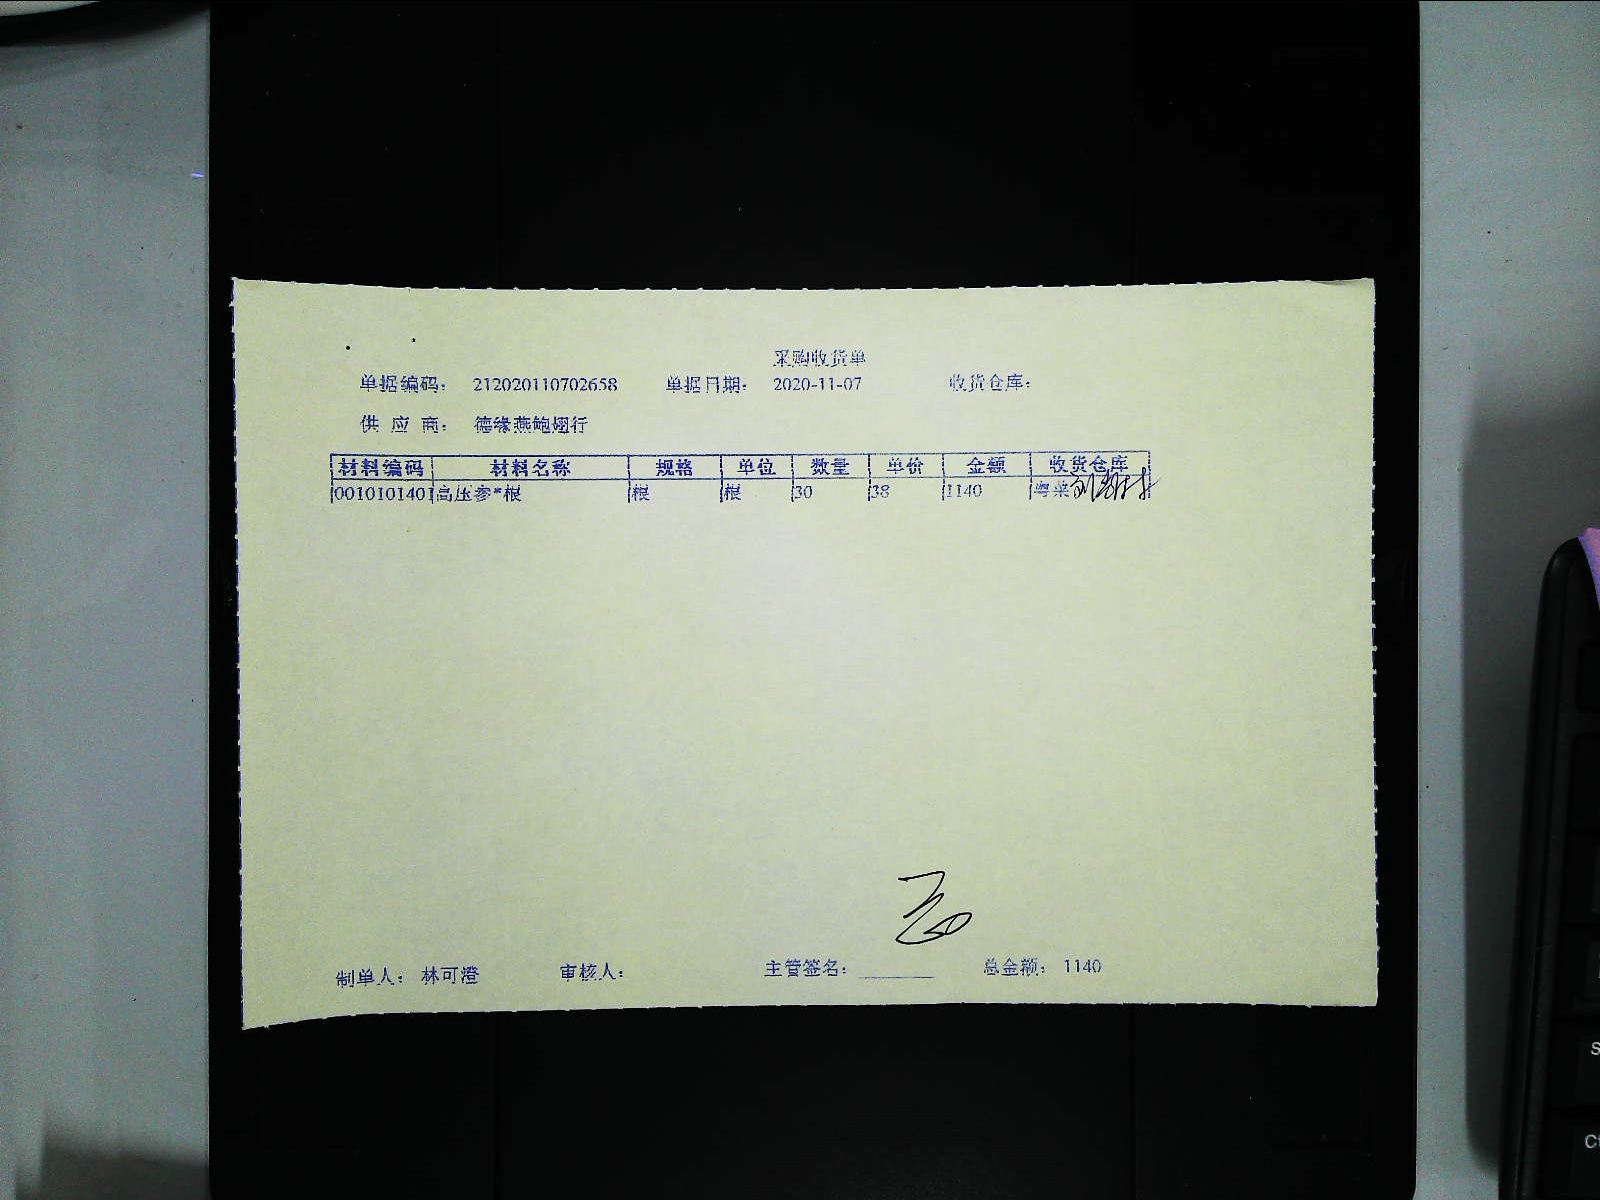 采购收货单
单据编码： 212020110702658 单据日期： 2020-11-07 收货仓库：
供 应 商： 德缘燕鲍翅行
材料编码 材料名称 规格 单位 数量 单价 金额 收货仓库
0010101401 高压参*根 根 根 30 38 1140 粤菜
制单人： 林可澄 审核人： 主管签名： 总金额： 1140